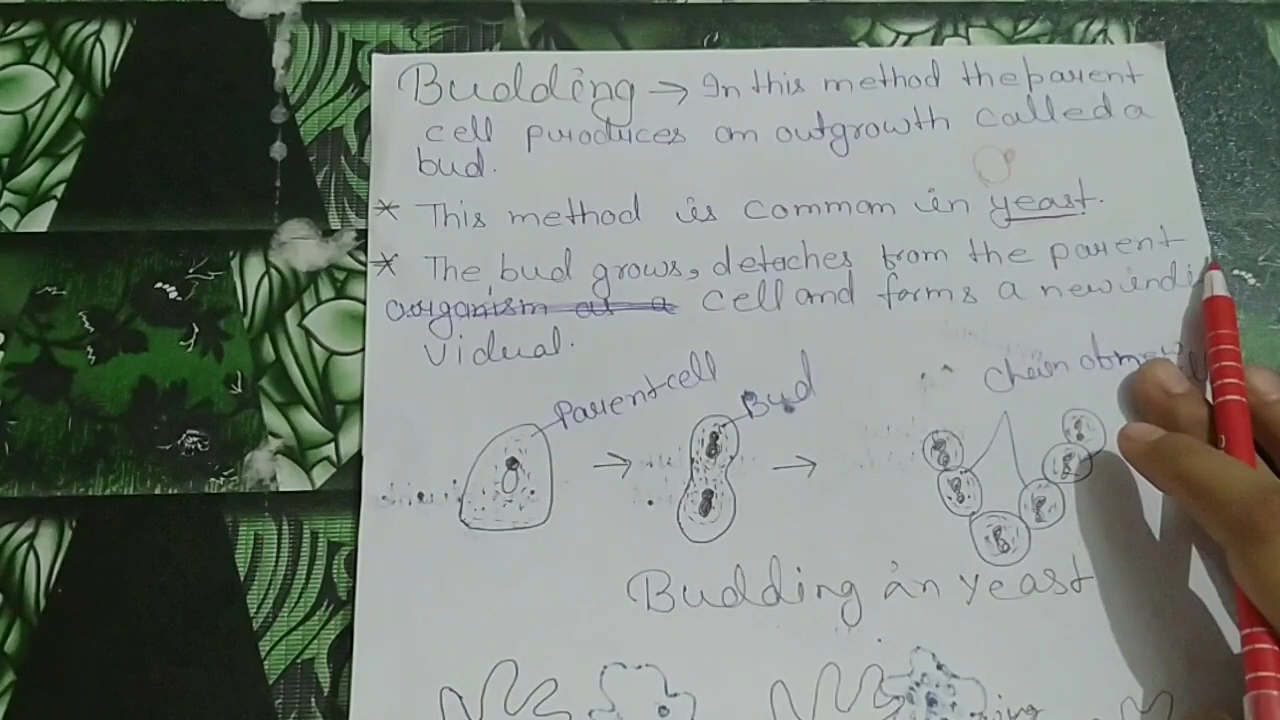 Budding → In this method the parent
cell produces an outgrowth called a
bud.
* This method is common in yeast.
* The bud grows, detaches from the parent
organism at a cell and forms a new indi
vidual.
Parent cell
Bud
Chain of
Budding in yeast